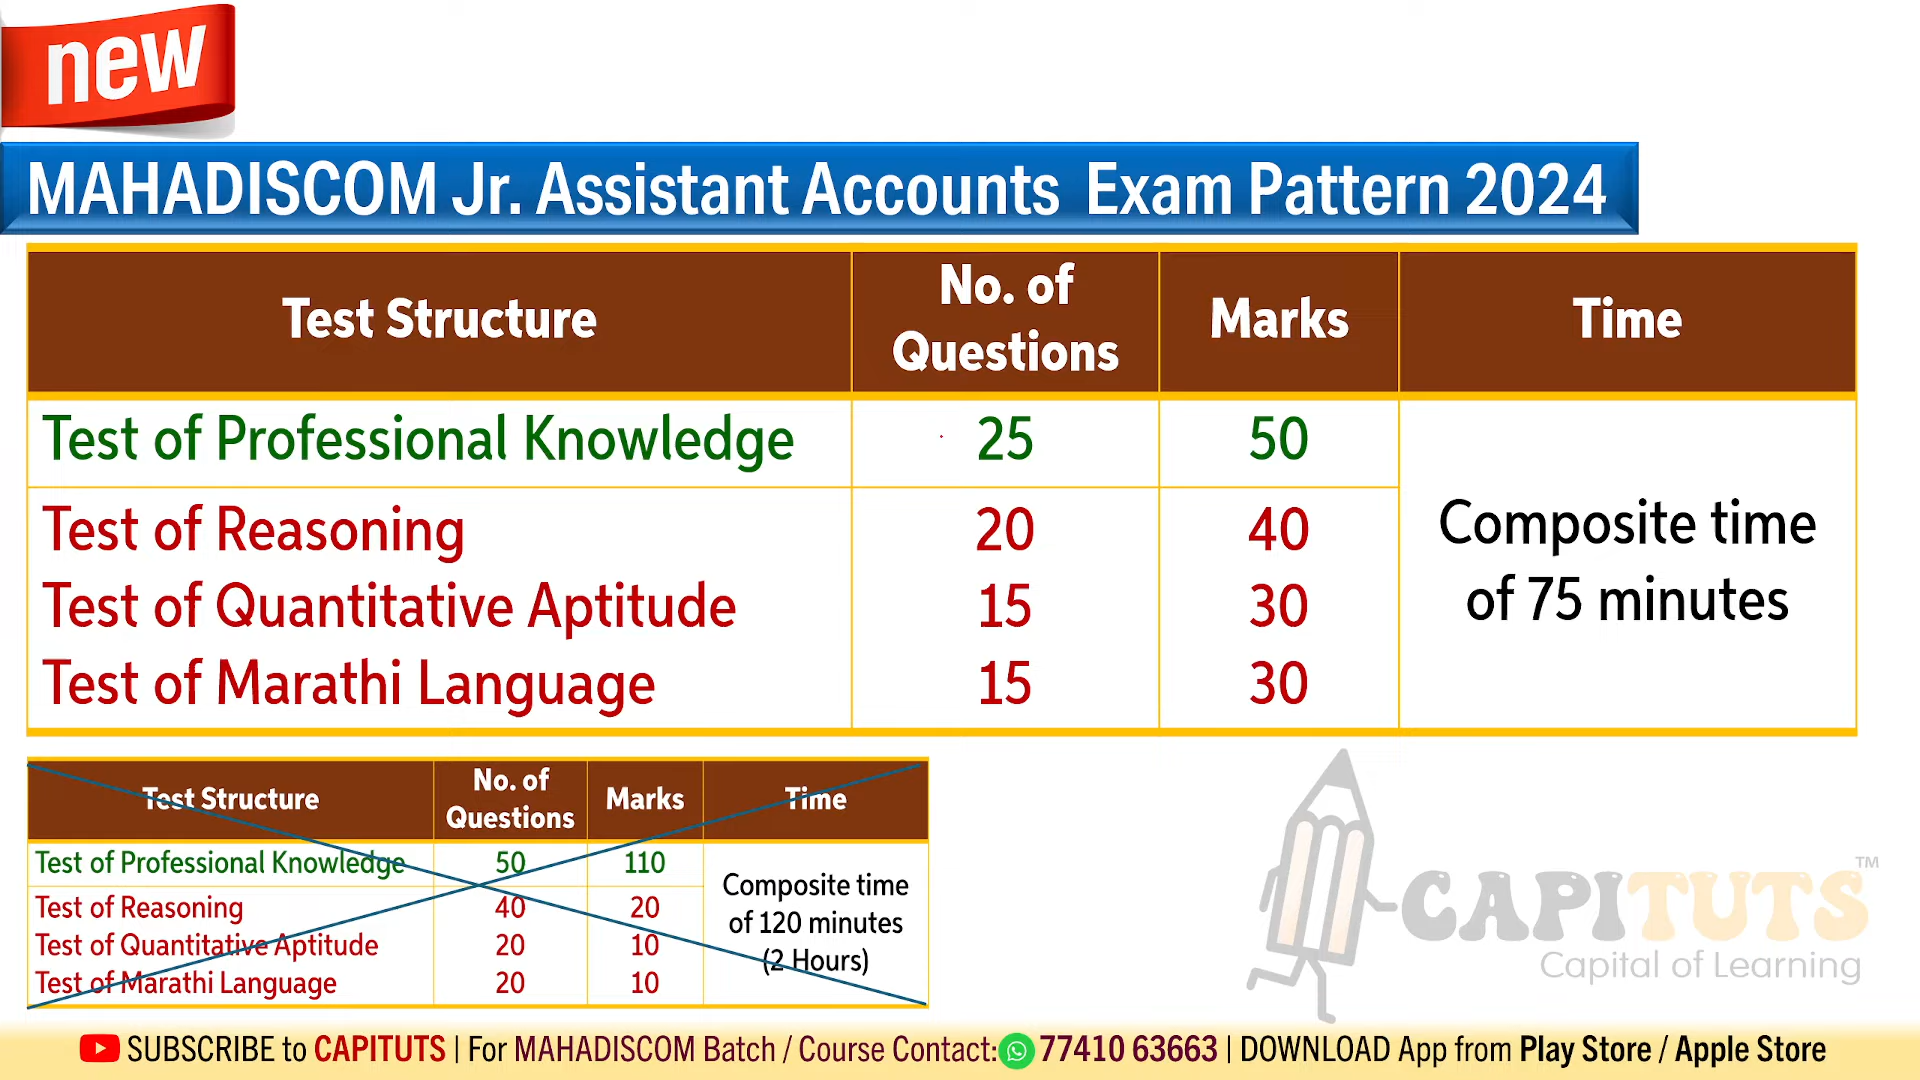 new
MAHADISCOM Jr. Assistant Accounts Exam Pattern 2024
Test Structure No. of Questions Marks Time
Test of Professional Knowledge 25 50
Test of Reasoning 20 40
Test of Quantitative Aptitude 15 30
Test of Marathi Language 15 30
Composite time
of 75 minutes
Test Structure No. of Questions Marks Time
Test of Professional Knowledge 50 110
Test of Reasoning 40 20
Test of Quantitative Aptitude 20 10
Test of Marathi Language 20 10
Composite time
of 120 minutes
(2 Hours)
CAPITUTS™
Capital of Learning
SUBSCRIBE to CAPITUTS | For MAHADISCOM Batch / Course Contact: 77410 63663 | DOWNLOAD App from Play Store / Apple Store